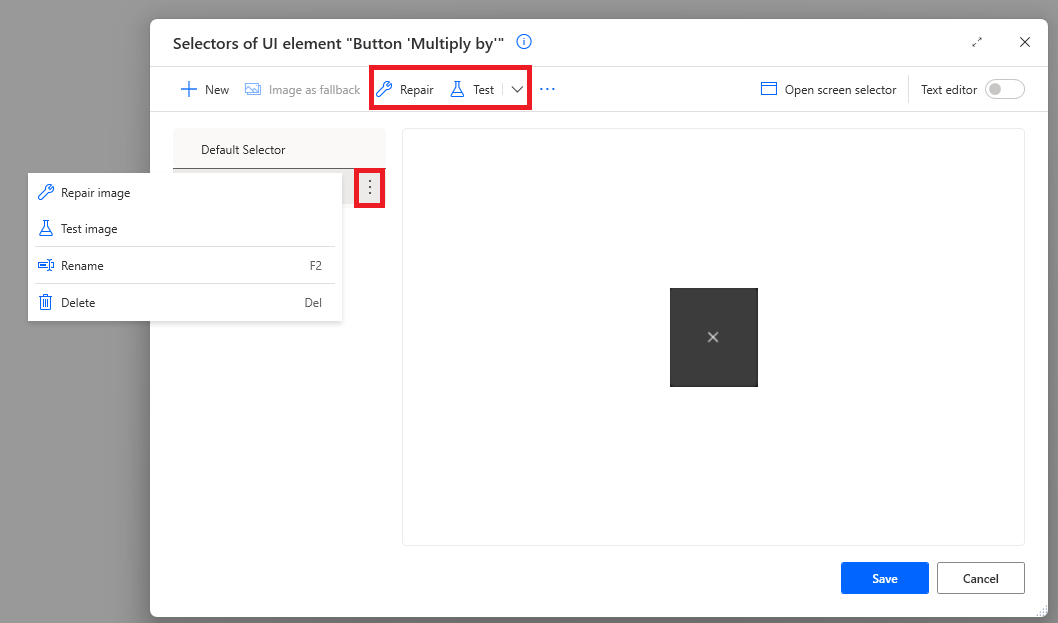 Selectors of UI element "Button 'Multiply by'"
New Image as fallback Repair Test Open screen selector Text editor
Default Selector
Repair image
Test image
Rename F2
Delete Del
Save Cancel